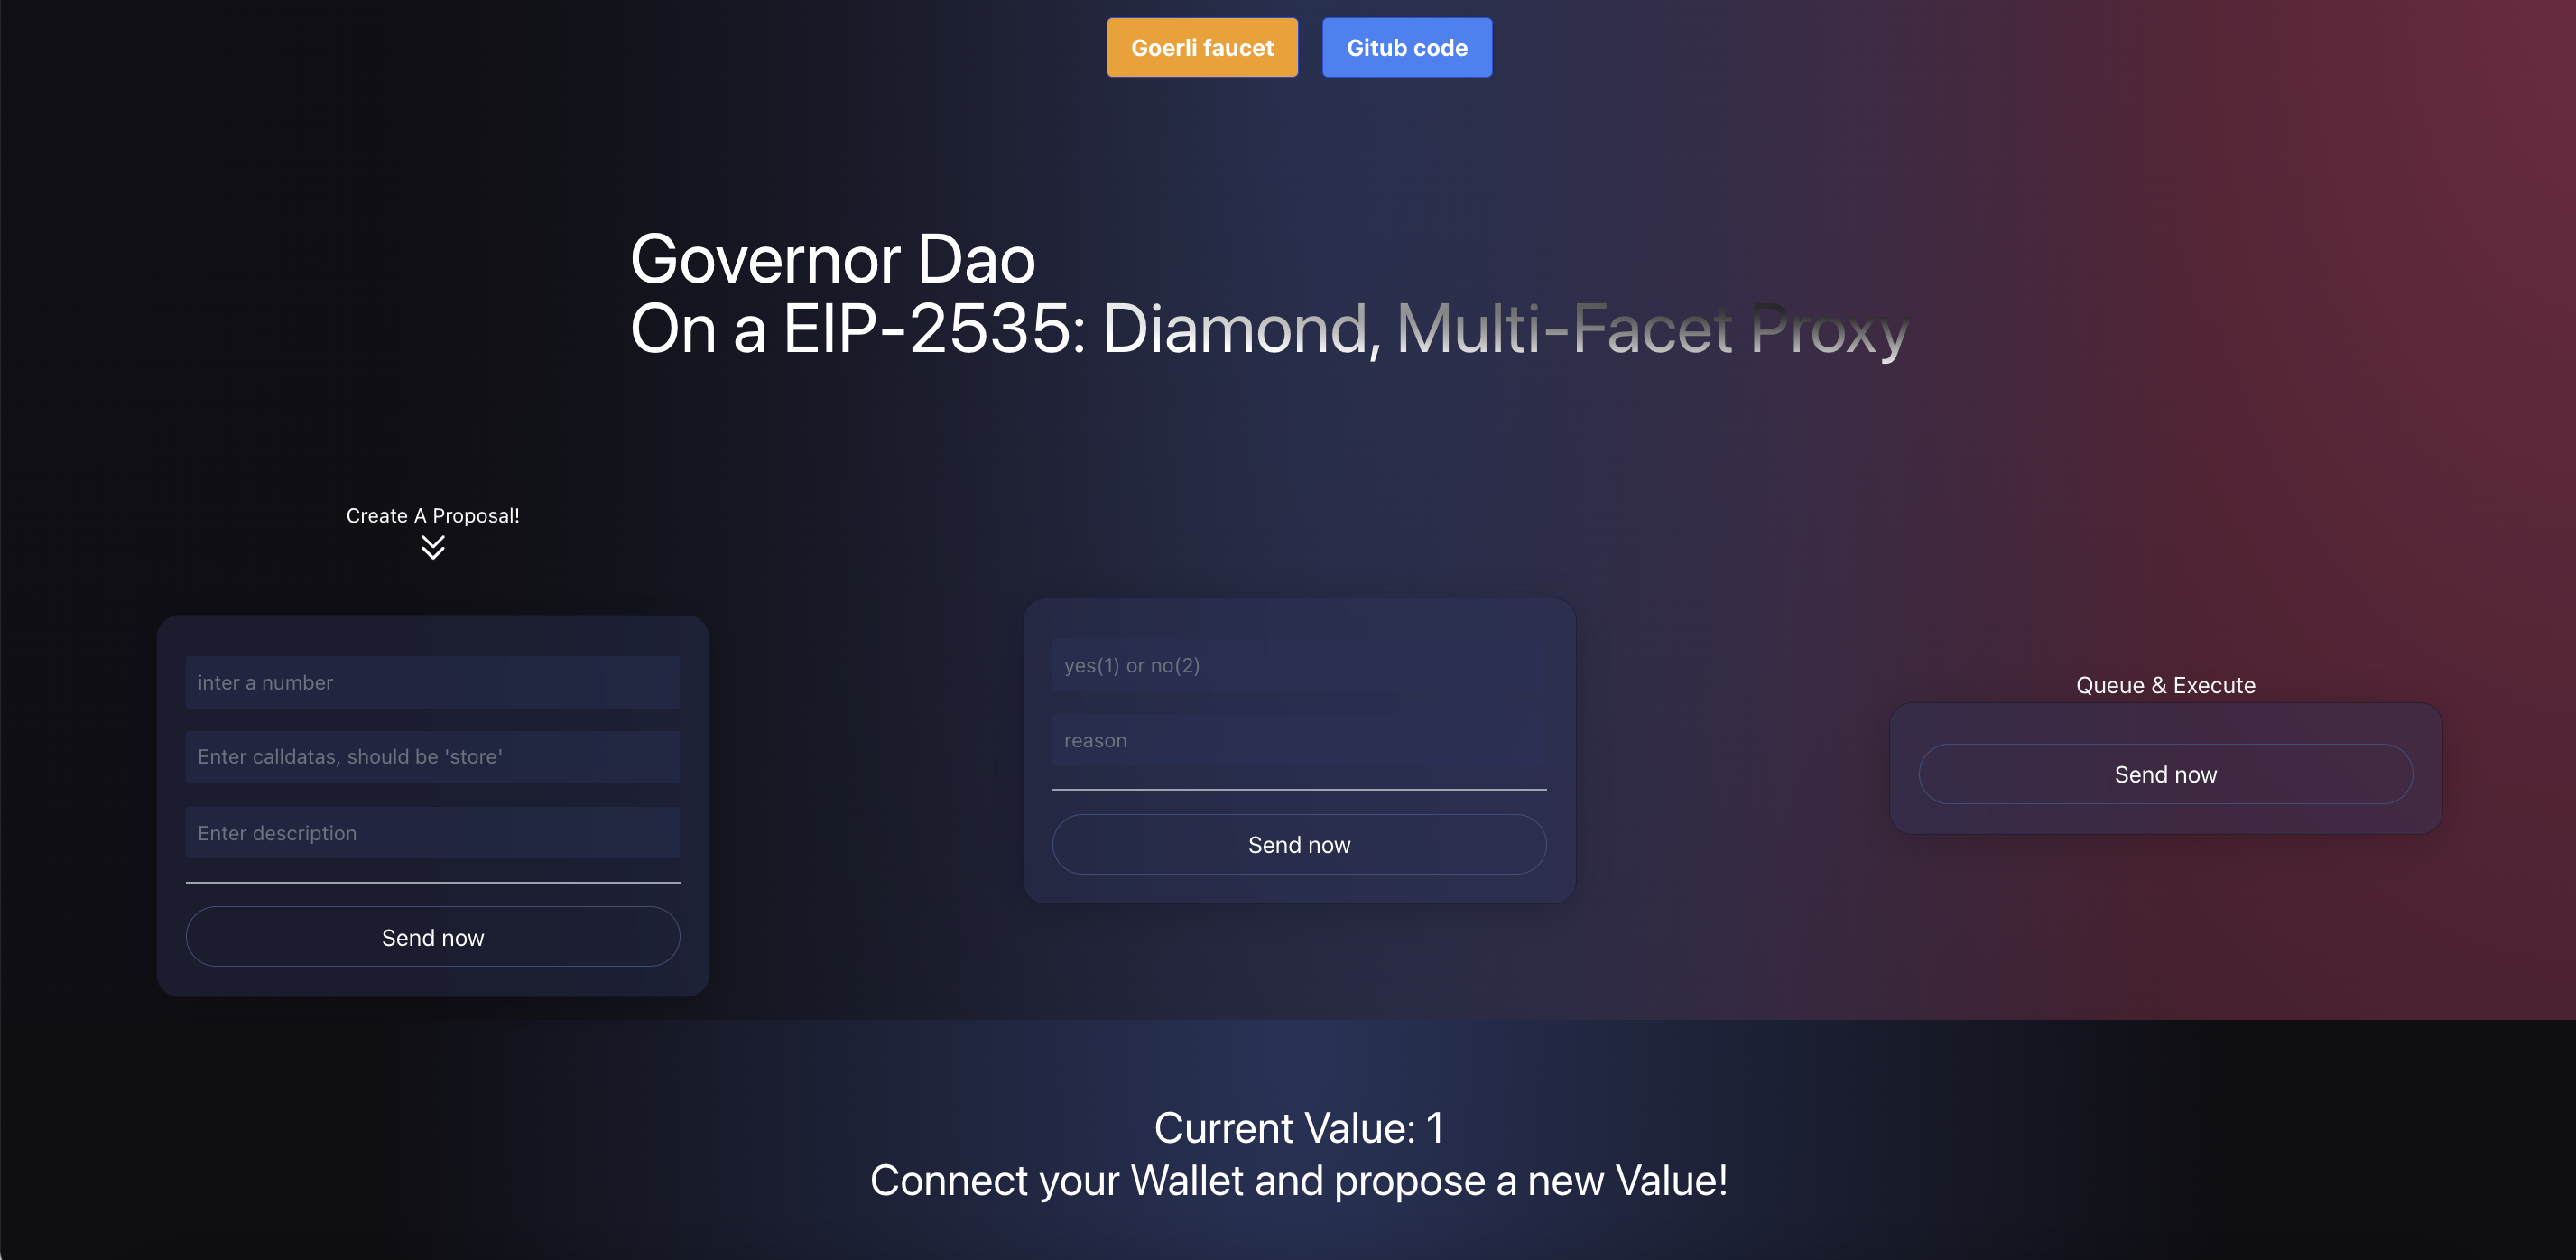 Goerli faucet
Gitub code
Governor Dao
On a EIP-2535: Diamond, Multi-Facet Proxy
Create A Proposal!
inter a number
Enter calldatas, should be 'store'
Enter description
Send now
yes(1) or no(2)
reason
Send now
Queue & Execute
Send now
Current Value: 1
Connect your Wallet and propose a new Value!